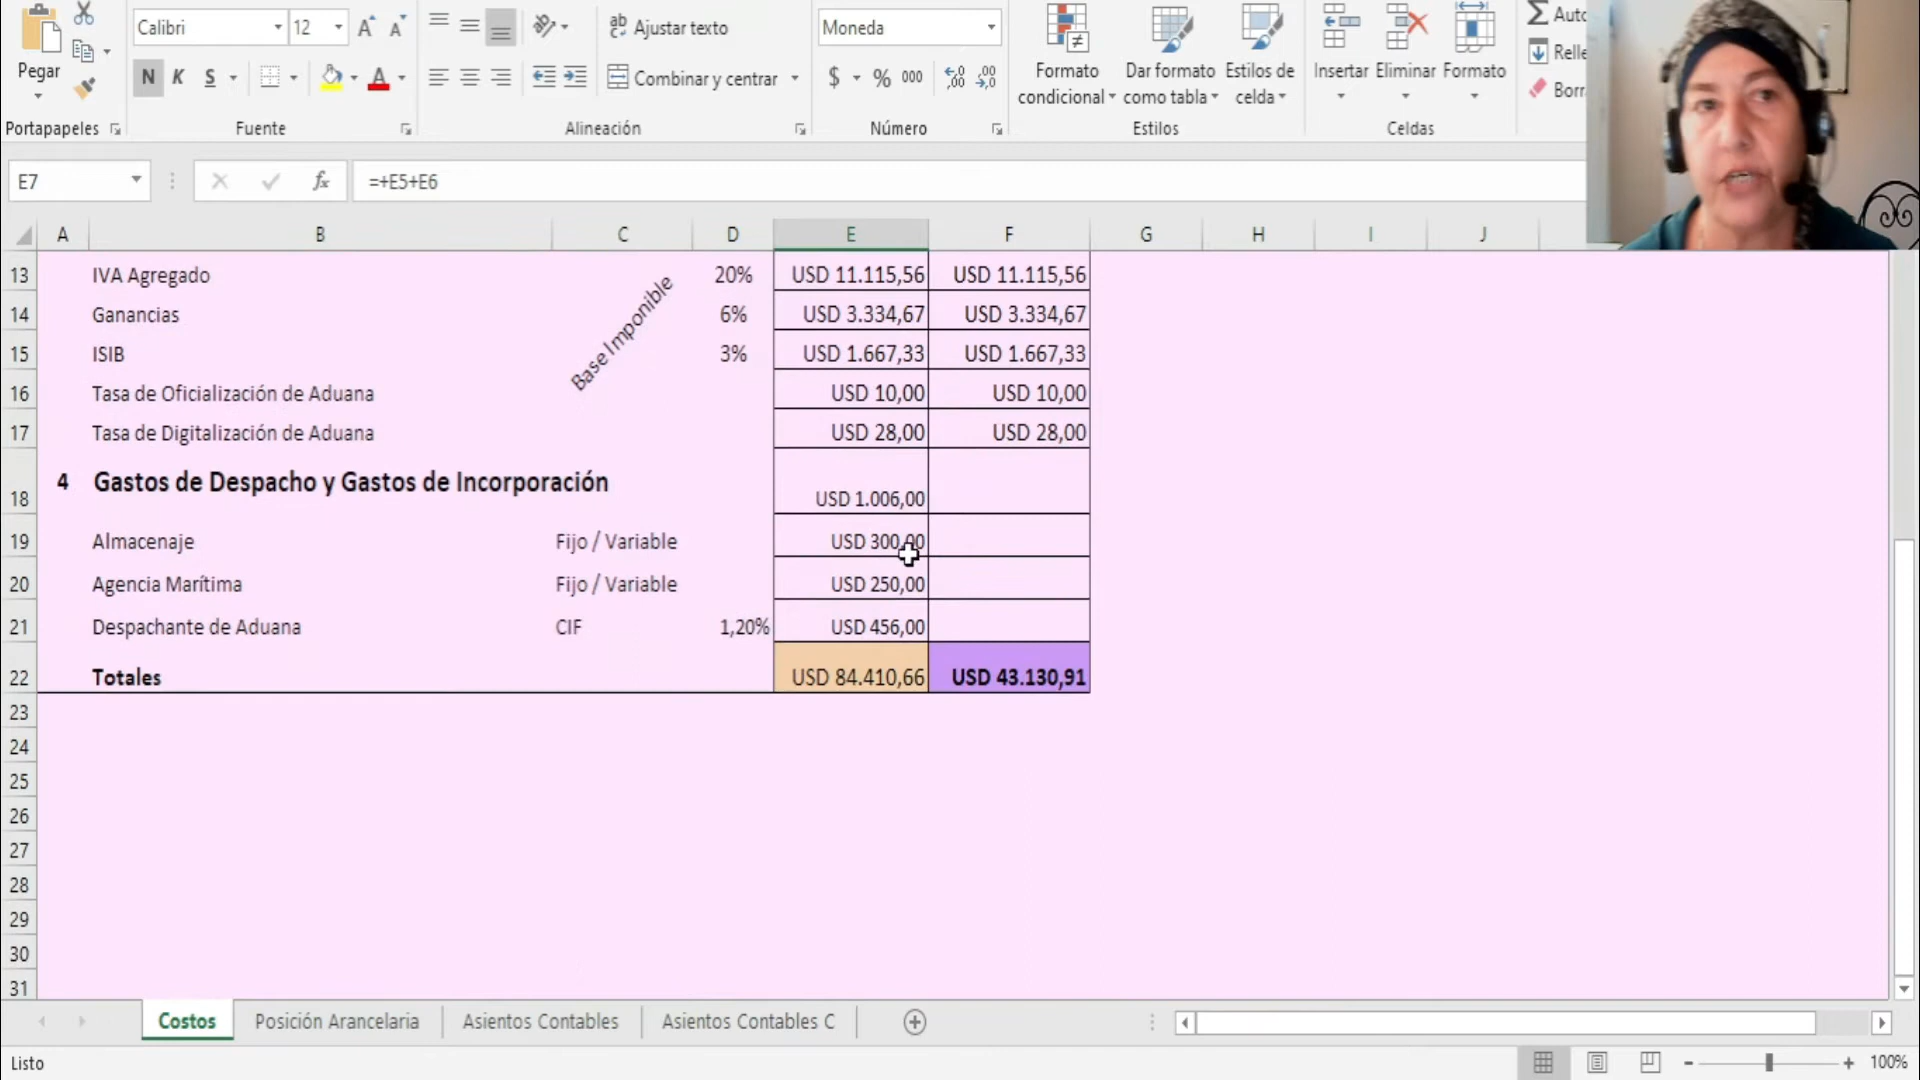 Calibri 12 Ajustar texto Moneda Σ Auto
Pegar N K S Combinar y centrar $ % 000 Formato condicional Dar formato como tabla Estilos de celda Insertar Eliminar Formato Relle
Borr
Portapapeles Fuente Alineación Número Estilos Celdas
E7 fx =+E5+E6
A B C D E F G H I J
13 IVA Agregado 20% USD 11.115,56 USD 11.115,56
14 Ganancias 6% USD 3.334,67 USD 3.334,67
Base Imponible
15 ISIB 3% USD 1.667,33 USD 1.667,33
16 Tasa de Oficialización de Aduana USD 10,00 USD 10,00
17 Tasa de Digitalización de Aduana USD 28,00 USD 28,00
18 4 Gastos de Despacho y Gastos de Incorporación USD 1.006,00
19 Almacenaje Fijo / Variable USD 300,00
20 Agencia Marítima Fijo / Variable USD 250,00
21 Despachante de Aduana CIF 1,20% USD 456,00
22 Totales USD 84.410,66 USD 43.130,91
23
24
25
26
27
28
29
30
31
Costos Posición Arancelaria Asientos Contables Asientos Contables C
Listo 100%